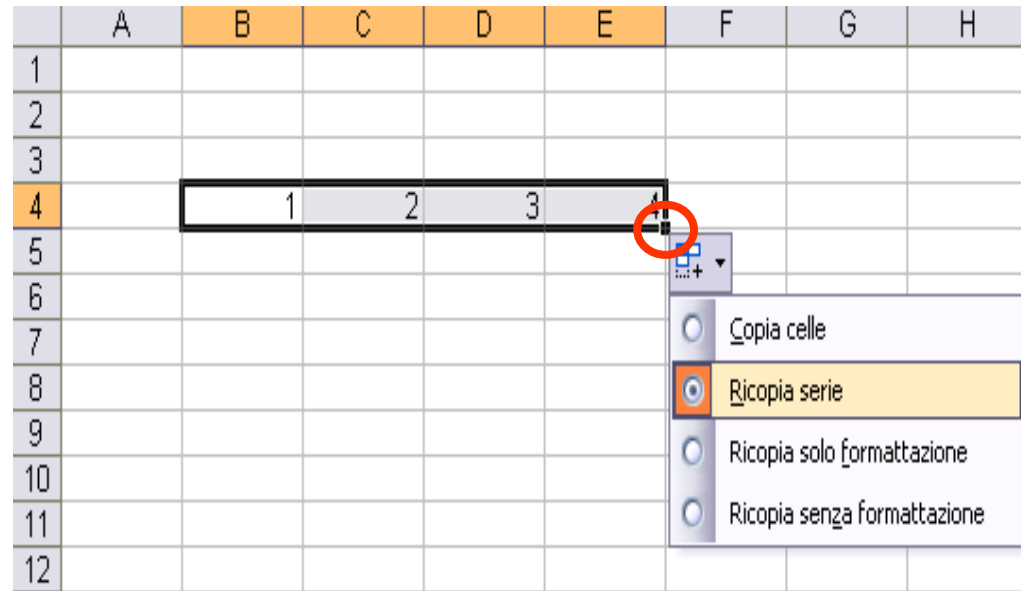 A B C D E F G H
1
2
3
4 1 2 3 4
5
6
7 Copia celle
8 Ricopia serie
9
10 Ricopia solo formattazione
11 Ricopia senza formattazione
12